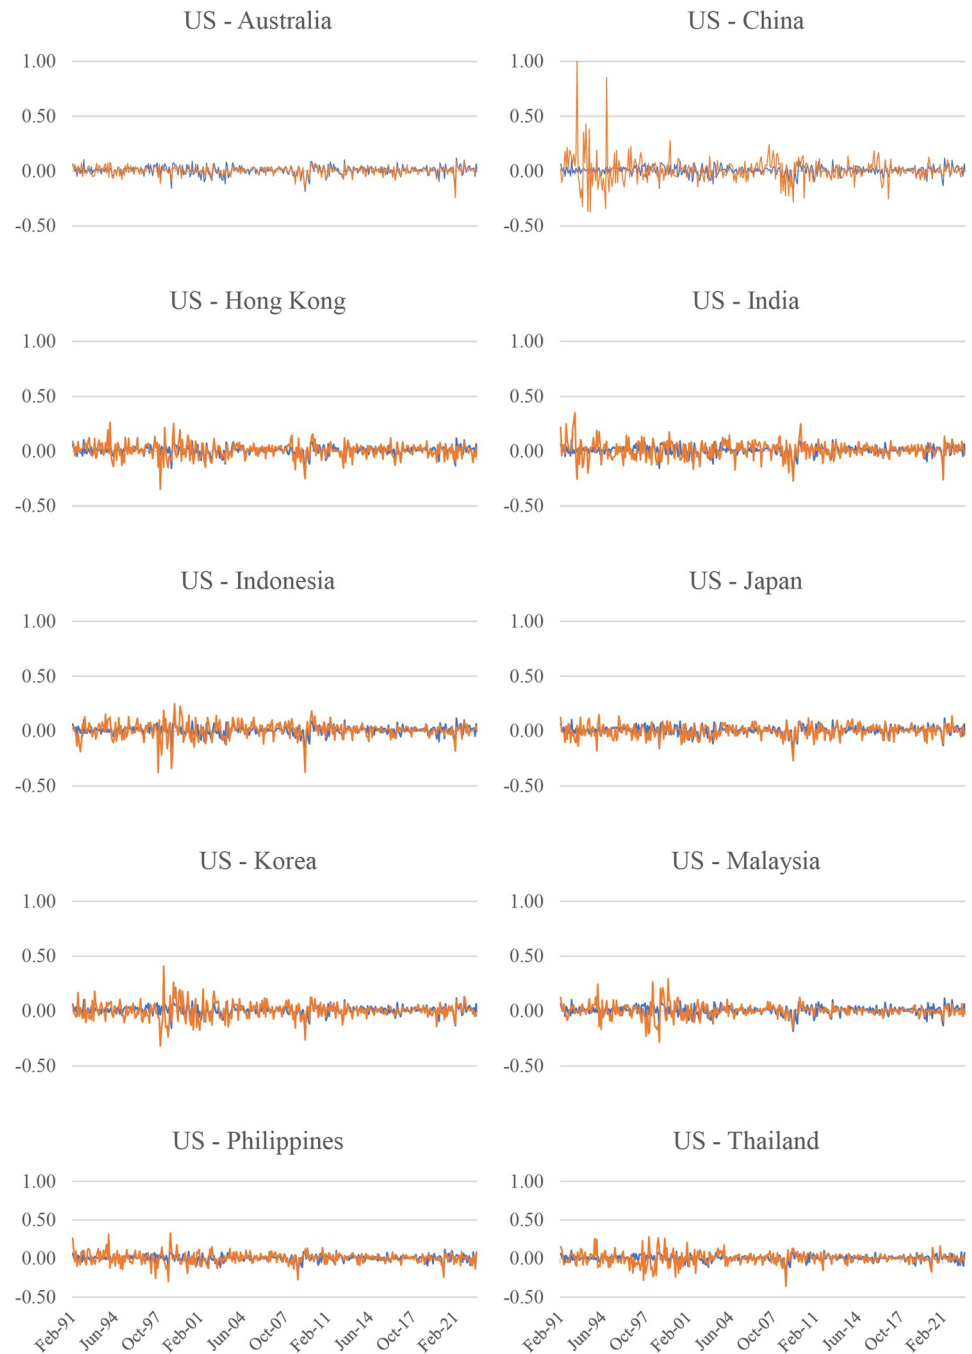 US - Australia
1.00
0.50
0.00
-0.50
US - China
1.00
0.50
0.00
-0.50
US - Hong Kong
1.00
0.50
0.00
-0.50
US - India
1.00
0.50
0.00
-0.50
US - Indonesia
1.00
0.50
0.00
-0.50
US - Japan
1.00
0.50
0.00
-0.50
US - Korea
1.00
0.50
0.00
-0.50
US - Malaysia
1.00
0.50
0.00
-0.50
US - Philippines
1.00
0.50
0.00
-0.50
Feb-91
Jun-94
Oct-97
Feb-01
Jun-04
Oct-07
Feb-11
Jun-14
Oct-17
Feb-21
US - Thailand
1.00
0.50
0.00
-0.50
Feb-91
Jun-94
Oct-97
Feb-01
Jun-04
Oct-07
Feb-11
Jun-14
Oct-17
Feb-21